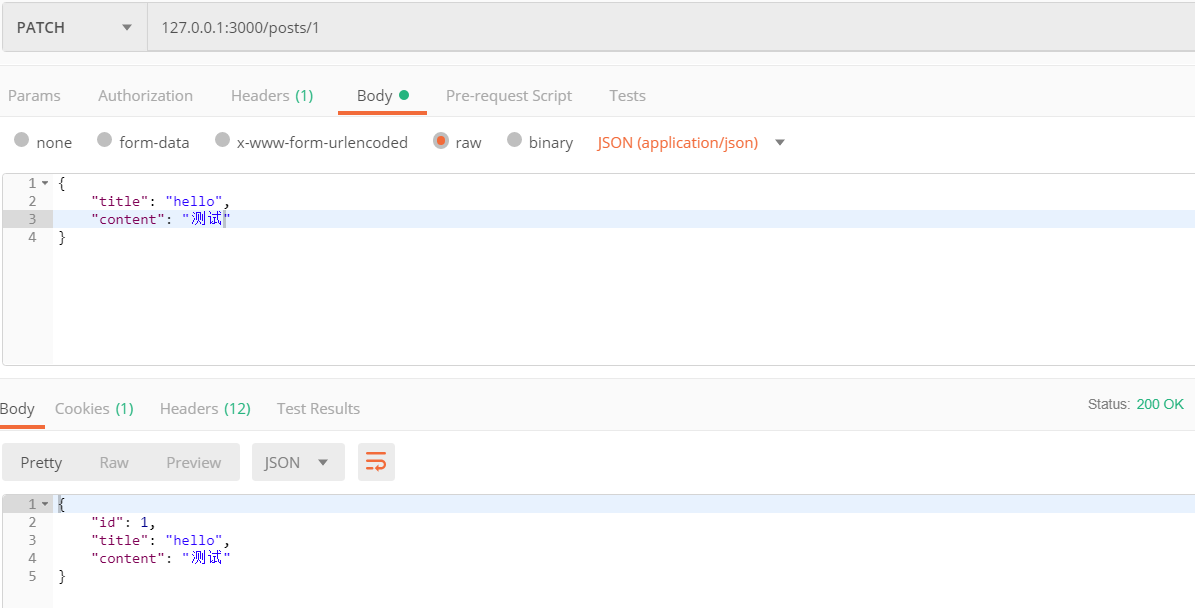 PATCH 127.0.0.1:3000/posts/1
Params Authorization Headers (1) Body Pre-request Script Tests
none form-data x-www-form-urlencoded raw binary JSON (application/json)
1 {
2 "title": "hello",
3 "content": "测试"
4 }
Body Cookies (1) Headers (12) Test Results Status: 200 OK
Pretty Raw Preview JSON
1 {
2 "id": 1,
3 "title": "hello",
4 "content": "测试"
5 }